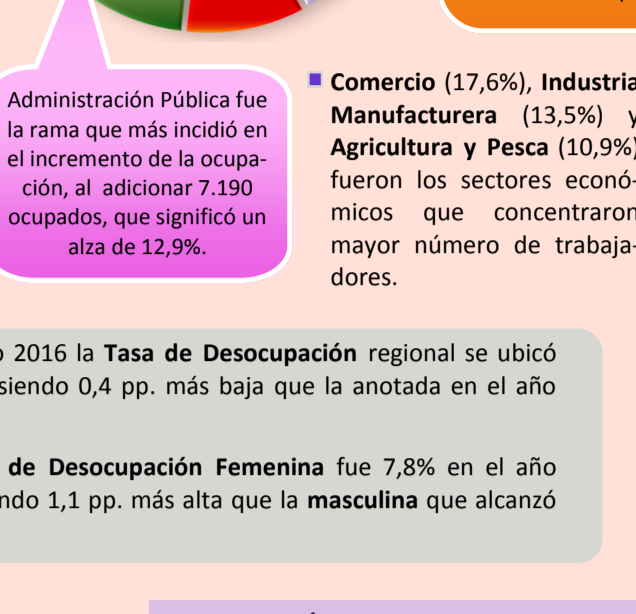 Administración Pública fue
la rama que más incidió en
el incremento de la ocupa-
ción, al adicionar 7.190
ocupados, que significó un
alza de 12,9%.
Comercio (17,6%), Industria
Manufacturera (13,5%) y
Agricultura y Pesca (10,9%)
fueron los sectores econó-
micos que concentraron
mayor número de trabaja-
dores.
o 2016 la Tasa de Desocupación regional se ubicó
siendo 0,4 pp. más baja que la anotada en el año
de Desocupación Femenina fue 7,8% en el año
ndo 1,1 pp. más alta que la masculina que alcanzó